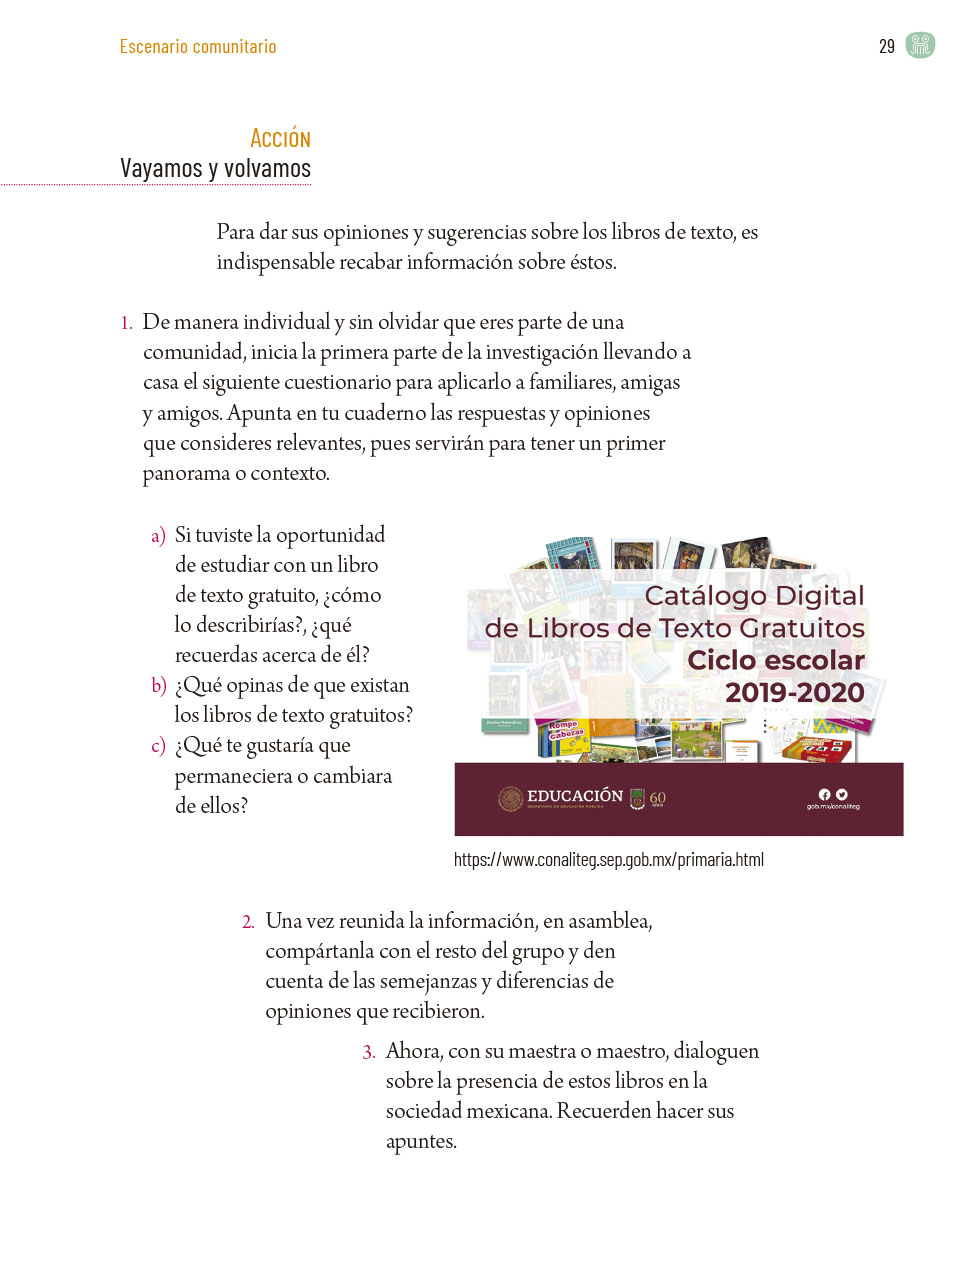 Escenario comunitario
29
Acción
Vayamos y volvamos
Para dar sus opiniones y sugerencias sobre los libros de texto, es
indispensable recabar información sobre éstos.
1. De manera individual y sin olvidar que eres parte de una
comunidad, inicia la primera parte de la investigación llevando a
casa el siguiente cuestionario para aplicarlo a familiares, amigas
y amigos. Apunta en tu cuaderno las respuestas y opiniones
que consideres relevantes, pues servirán para tener un primer
panorama o contexto.
a) Si tuviste la oportunidad
de estudiar con un libro
de texto gratuito, ¿cómo
lo describirías?, ¿qué
recuerdas acerca de él?
b) ¿Qué opinas de que existan
los libros de texto gratuitos?
c) ¿Qué te gustaría que
permaneciera o cambiara
de ellos?
Catálogo Digital
de Libros de Texto Gratuitos
Ciclo escolar
2019-2020
Rompe
cabezas
EDUCACIÓN
SECRETARÍA DE EDUCACIÓN PÚBLICA
60
años
gob.mx/conaliteg
https://www.conaliteg.sep.gob.mx/primaria.html
2. Una vez reunida la información, en asamblea,
compártanla con el resto del grupo y den
cuenta de las semejanzas y diferencias de
opiniones que recibieron.
3. Ahora, con su maestra o maestro, dialoguen
sobre la presencia de estos libros en la
sociedad mexicana. Recuerden hacer sus
apuntes.